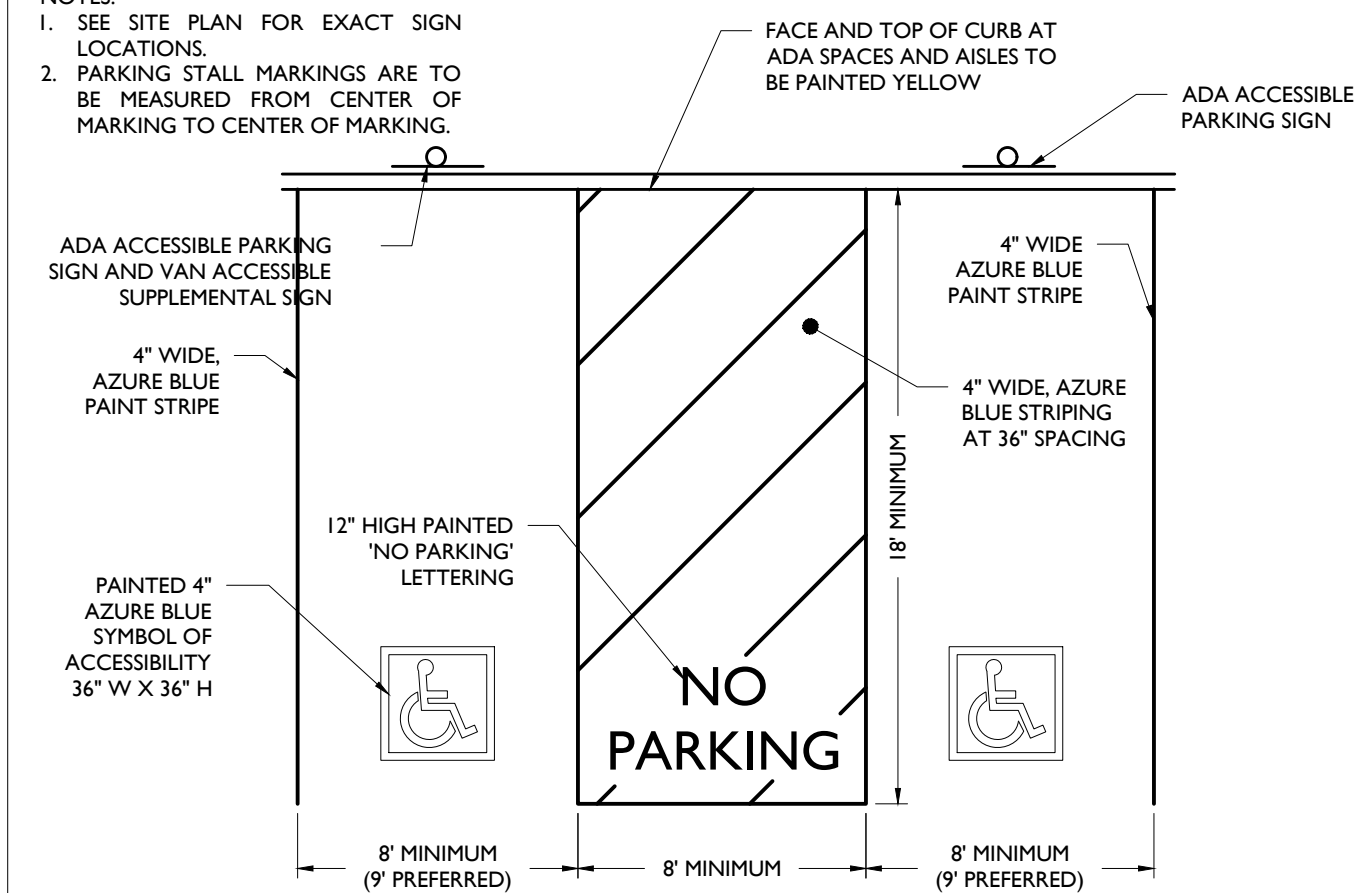 NOTES:
1. SEE SITE PLAN FOR EXACT SIGN
LOCATIONS.
2. PARKING STALL MARKINGS ARE TO
BE MEASURED FROM CENTER OF
MARKING TO CENTER OF MARKING.
FACE AND TOP OF CURB AT
ADA SPACES AND AISLES TO
BE PAINTED YELLOW
ADA ACCESSIBLE
PARKING SIGN
ADA ACCESSIBLE PARKING
SIGN AND VAN ACCESSIBLE
SUPPLEMENTAL SIGN
4" WIDE
AZURE BLUE
PAINT STRIPE
4" WIDE,
AZURE BLUE
PAINT STRIPE
4" WIDE, AZURE
BLUE STRIPING
AT 36" SPACING
18' MINIMUM
12" HIGH PAINTED
'NO PARKING'
LETTERING
PAINTED 4"
AZURE BLUE
SYMBOL OF
ACCESSIBILITY
36" W X 36" H
NO
PARKING
8' MINIMUM
(9' PREFERRED)
8' MINIMUM
8' MINIMUM
(9' PREFERRED)